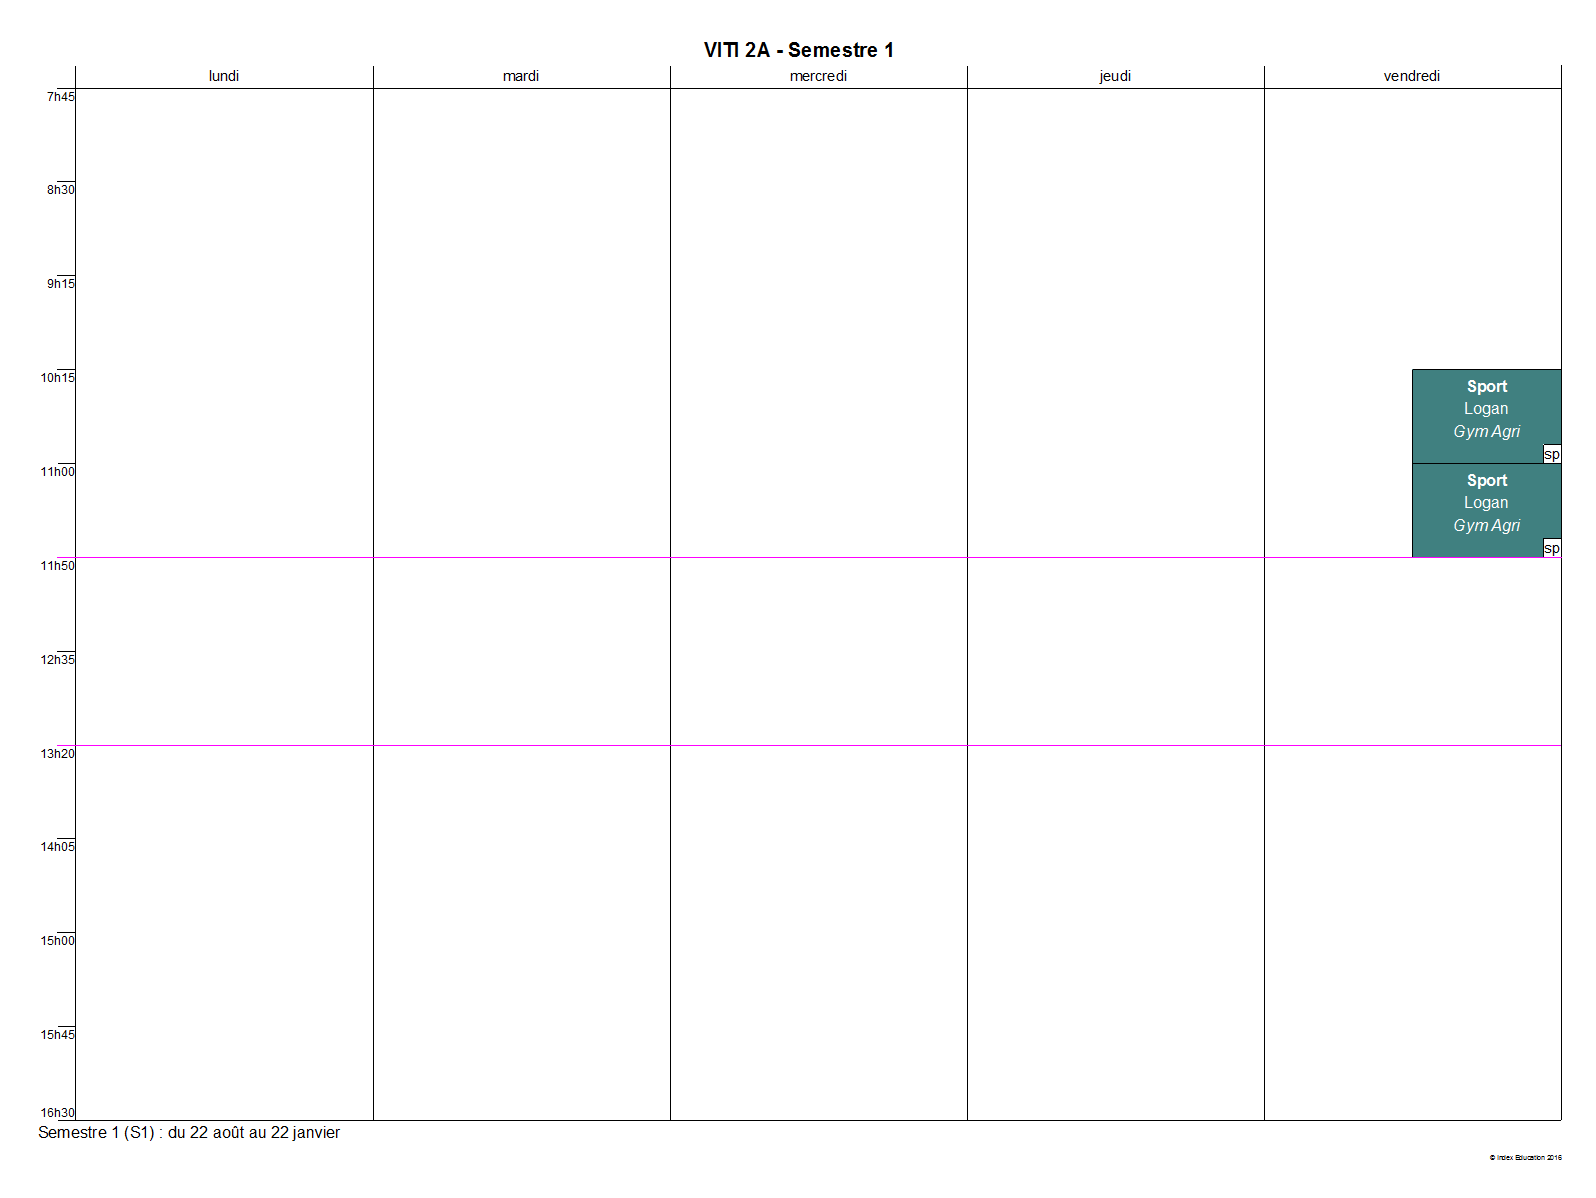 VITI 2A - Semestre 1
lundi mardi mercredi jeudi vendredi
7h45
8h30
9h15
10h15
Sport
Logan
Gym Agri
sp
11h00
Sport
Logan
Gym Agri
sp
11h50
12h35
13h20
14h05
15h00
15h45
16h30
Semestre 1 (S1) : du 22 août au 22 janvier
© Index Education 2016